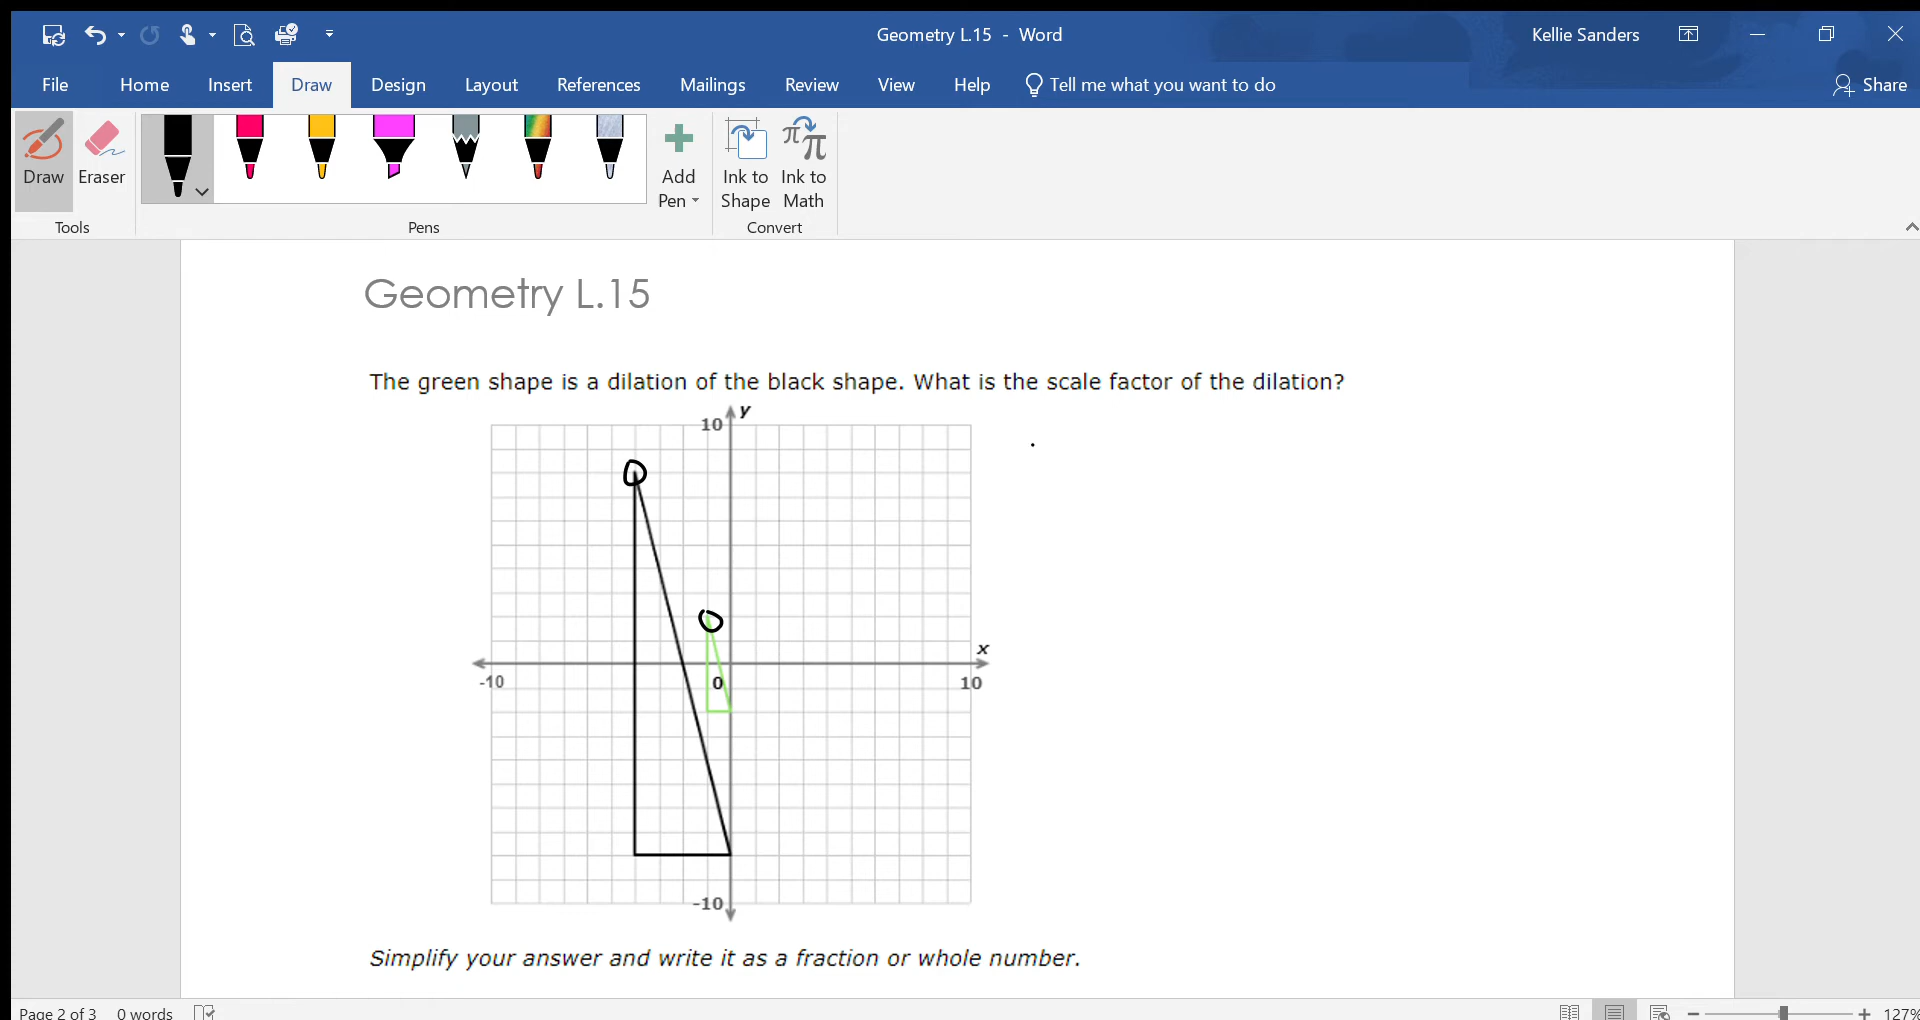 Geometry L.15 - Word
Kellie Sanders
File Home Insert Draw Design Layout References Mailings Review View Help Tell me what you want to do Share
Draw Eraser
Tools
Pens
Add
Pen
Ink to
Shape
Ink to
Math
Convert
Geometry L.15
The green shape is a dilation of the black shape. What is the scale factor of the dilation?
y
10
x
-10
0
10
-10
Simplify your answer and write it as a fraction or whole number.
Page 2 of 3 0 words
127%